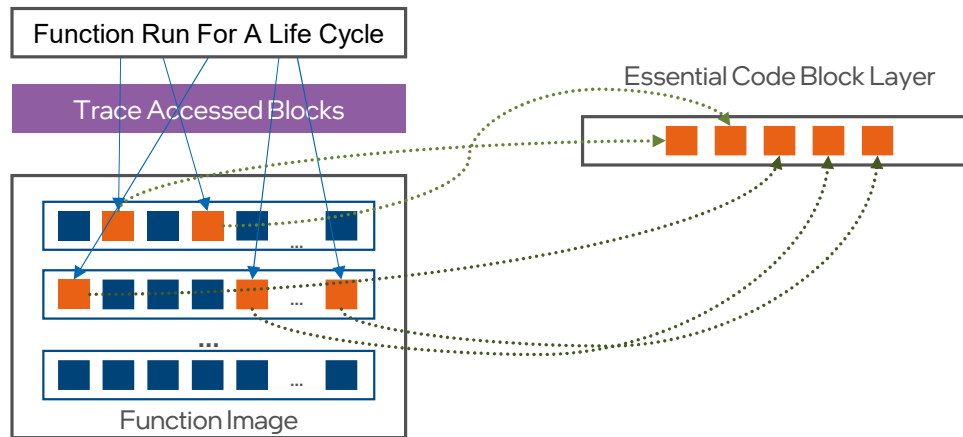 Function Run For A Life Cycle
Essential Code Block Layer
Trace Accessed Blocks
...
...
...
...
Function Image